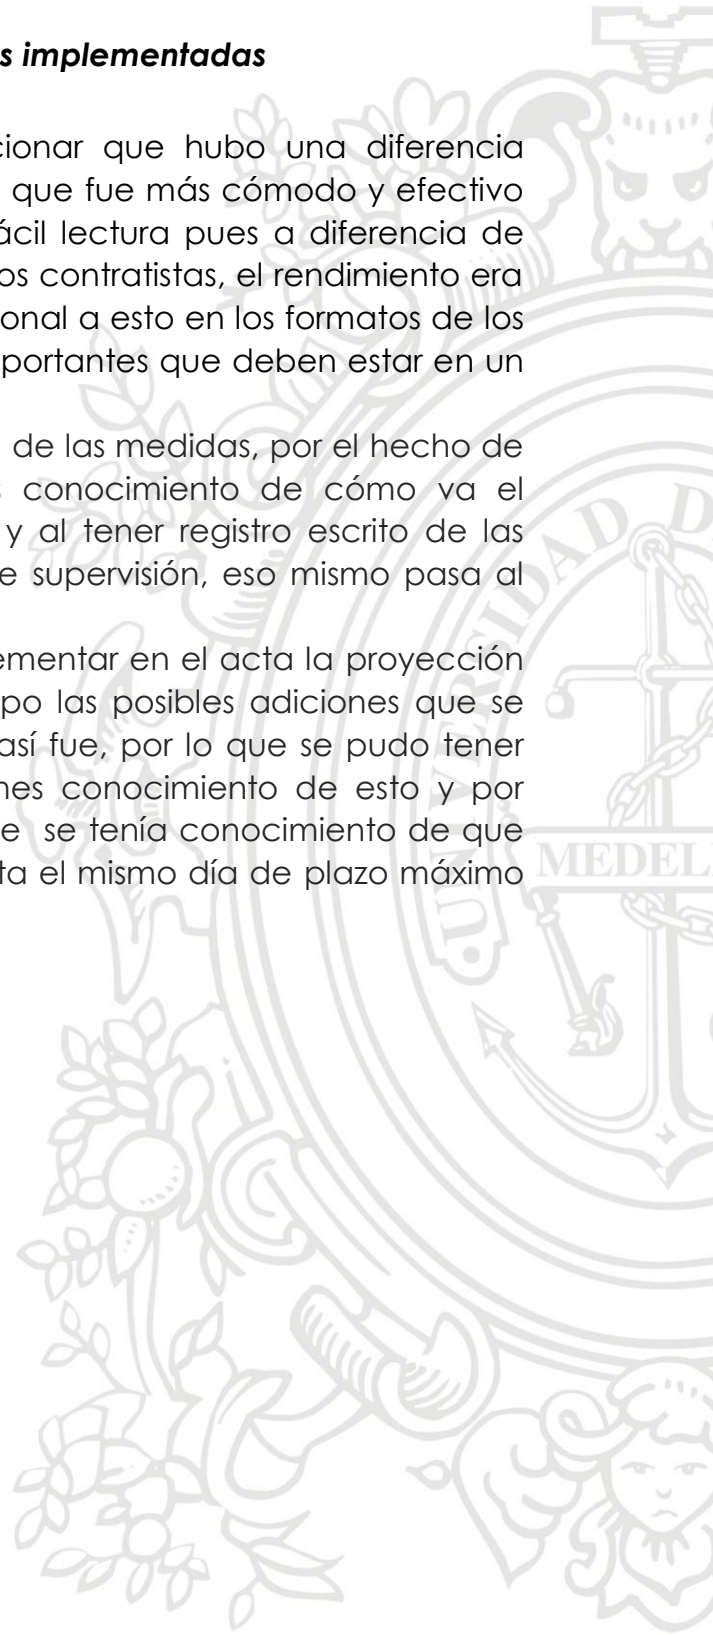 s implementadas
cionar que hubo una diferencia
que fue más cómodo y efectivo
ácil lectura pues a diferencia de
os contratistas, el rendimiento era
onal a esto en los formatos de los
portantes que deben estar en un
de las medidas, por el hecho de
s conocimiento de cómo va el
y al tener registro escrito de las
e supervisión, eso mismo pasa al
ementar en el acta la proyección
po las posibles adiciones que se
así fue, por lo que se pudo tener
nes conocimiento de esto y por
e se tenía conocimiento de que
ta el mismo día de plazo máximo
UNIVERSIDAD D
MEDEL